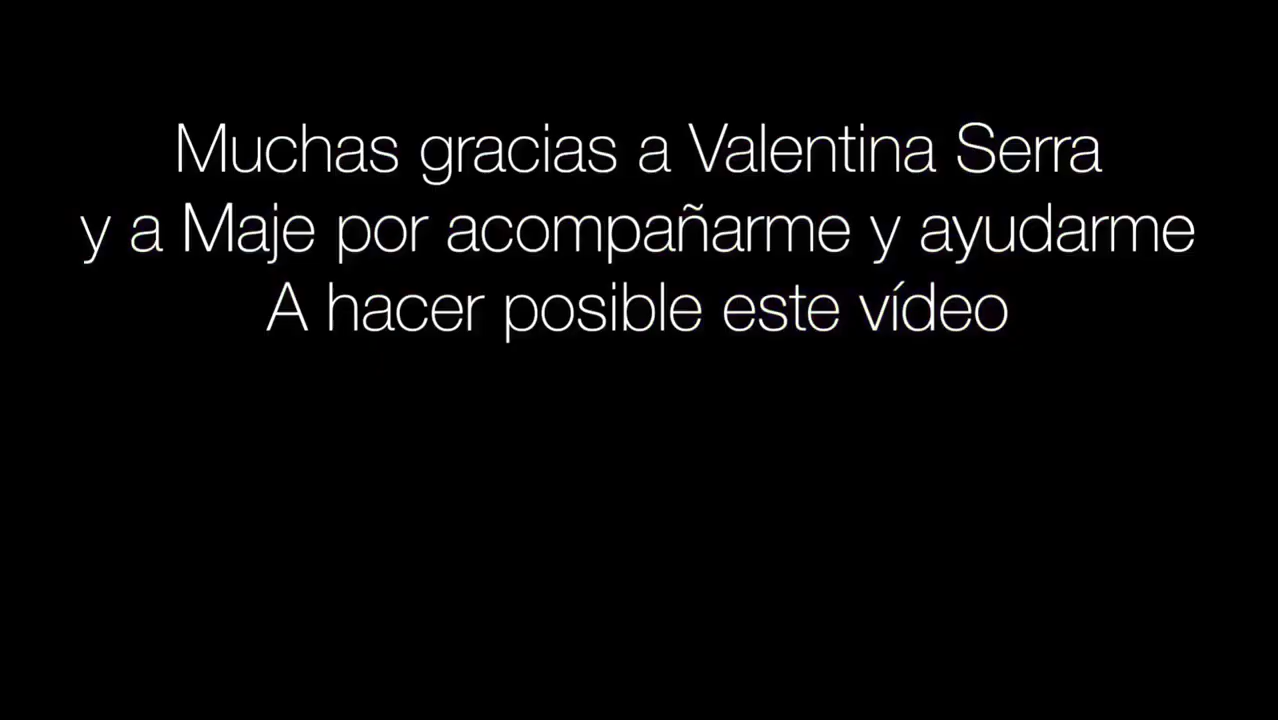 Muchas gracias a Valentina Serra
y a Maje por acompañarme y ayudarme
A hacer posible este vídeo